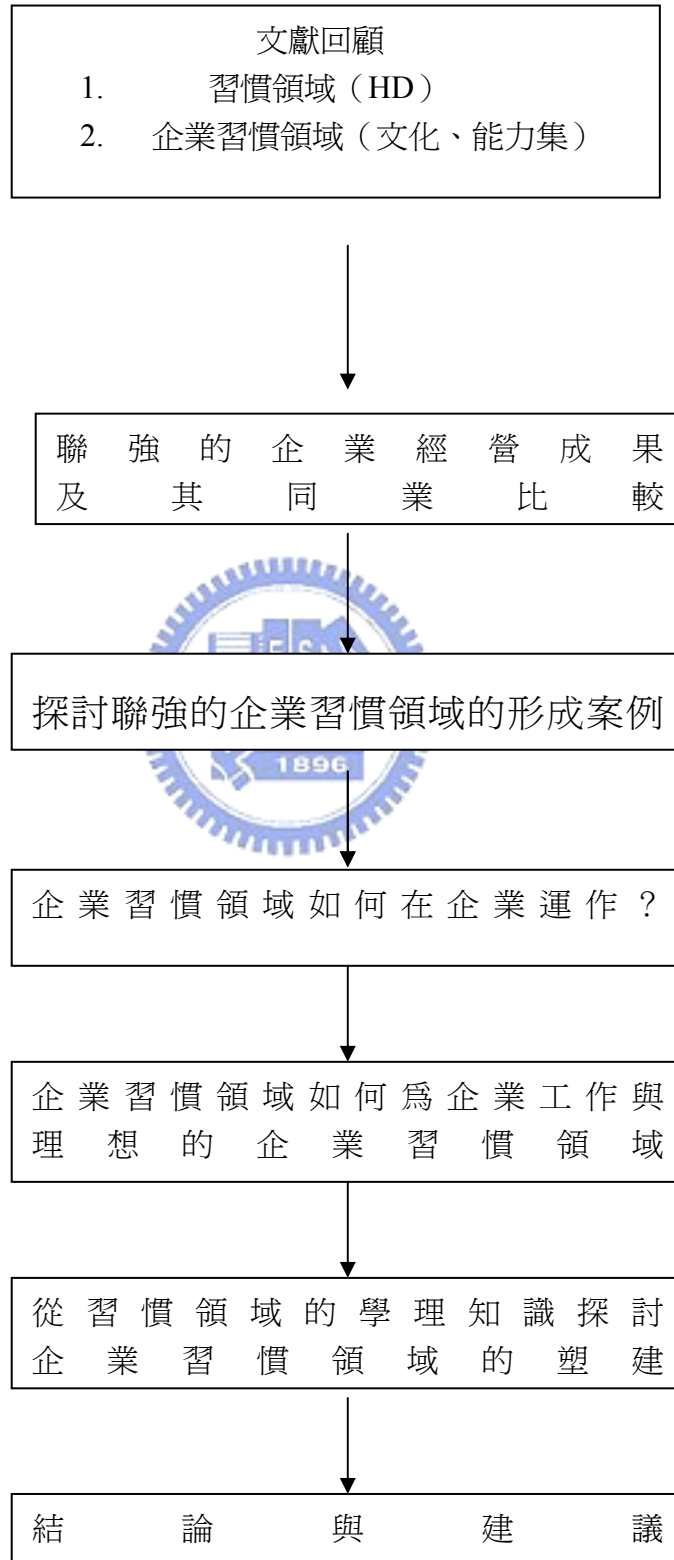 文獻回顧
1. 習慣領域（HD）
2. 企業習慣領域（文化、能力集）
聯強的企業經營成果
及其同業比較
探討聯強的企業習慣領域的形成案例
1896
企業習慣領域如何在企業運作？
企業習慣領域如何為企業工作與
理想的企業習慣領域
從習慣領域的學理知識探討
企業習慣領域的塑建
結論與建議